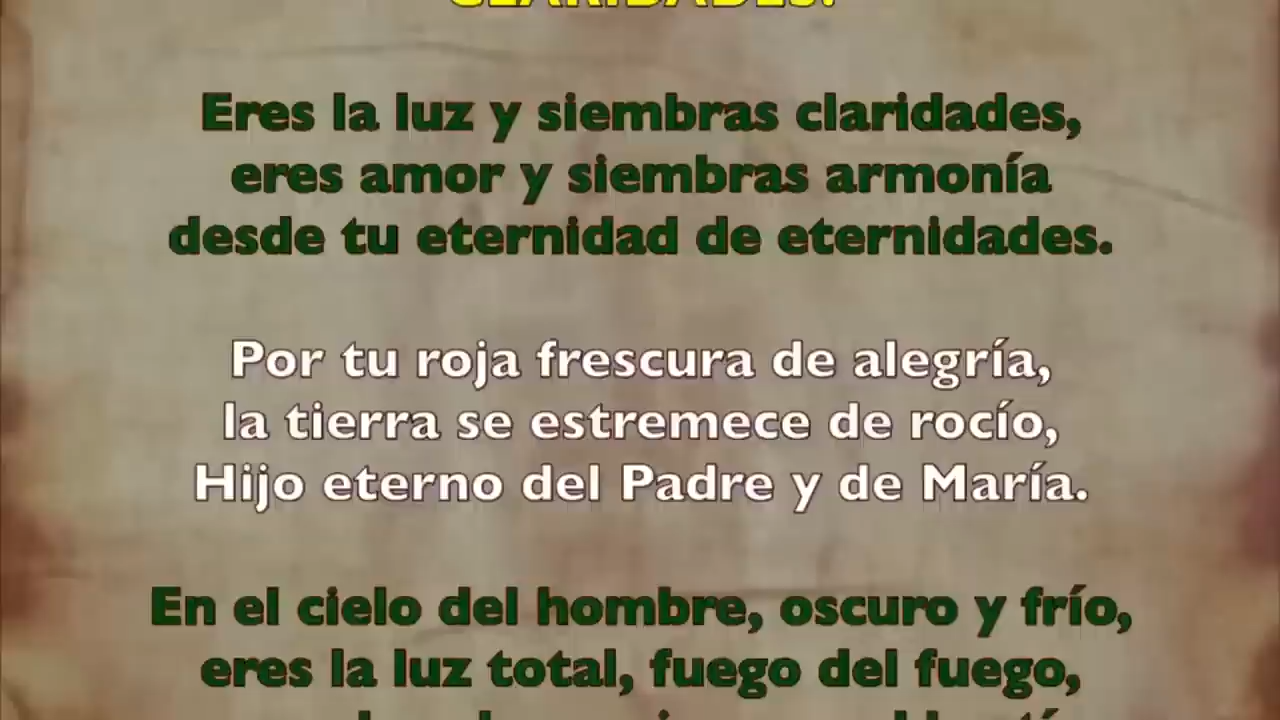 CLARIDADES.
Eres la luz y siembras claridades,
eres amor y siembras armonía
desde tu eternidad de eternidades.
Por tu roja frescura de alegría,
la tierra se estremece de rocío,
Hijo eterno del Padre y de María.
En el cielo del hombre, oscuro y frío,
eres la luz total, fuego del fuego,